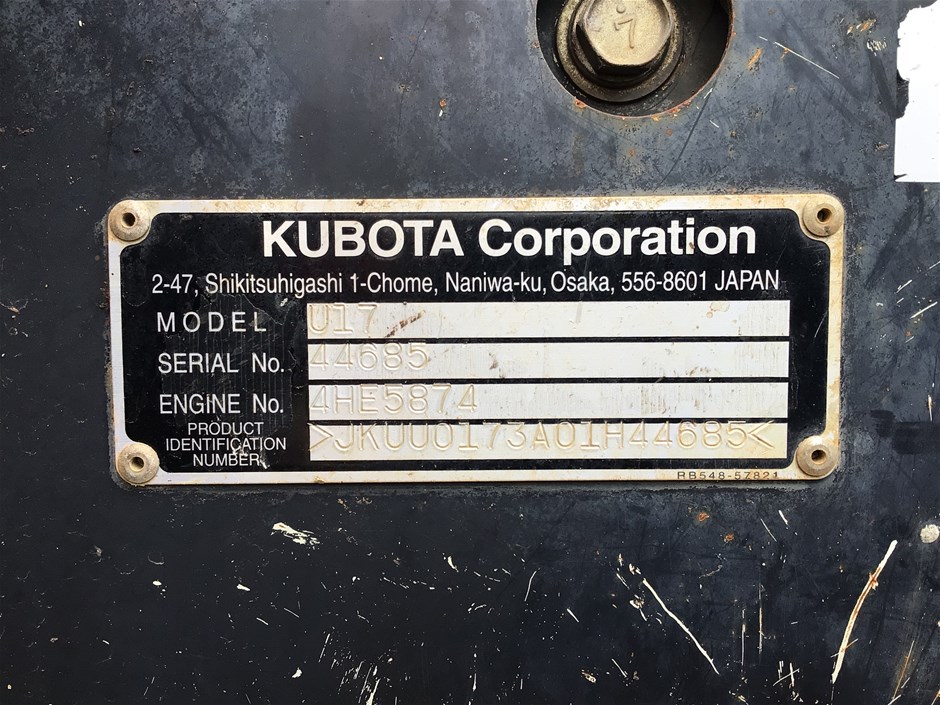 7
KUBOTA Corporation
2-47, Shikitsuhigashi 1-Chome, Naniwa-ku, Osaka, 556-8601 JAPAN
MODEL U17
SERIAL No. 44685
ENGINE No. 4HE5874
PRODUCT
IDENTIFICATION
NUMBER >JKUU0173A01H44685<
RB548-57821